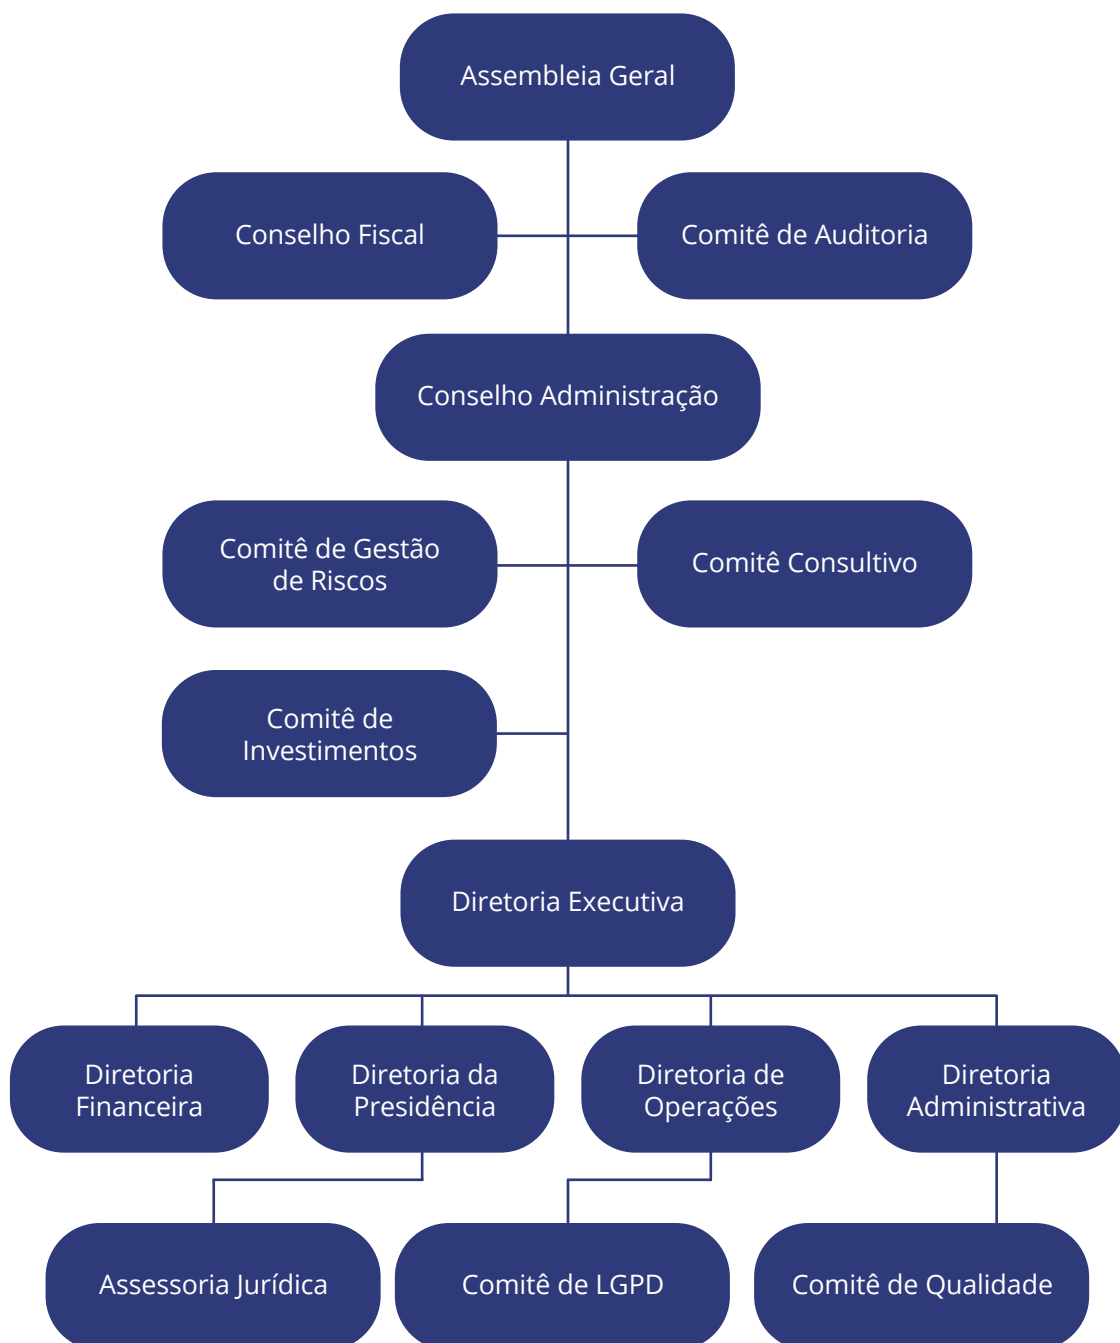 Assembleia Geral
Conselho Fiscal
Comitê de Auditoria
Conselho Administração
Comitê de Gestão
de Riscos
Comitê Consultivo
Comitê de
Investimentos
Diretoria Executiva
Diretoria
Financeira
Diretoria da
Presidência
Diretoria de
Operações
Diretoria
Administrativa
Assessoria Jurídica
Comitê de LGPD
Comitê de Qualidade